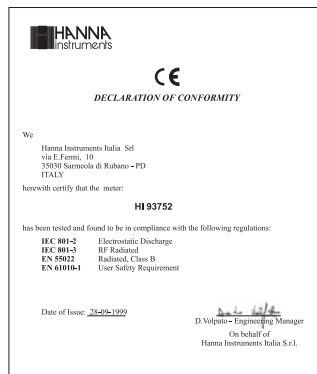 HANNA
instruments
CE
DECLARATION OF CONFORMITY
We
Hanna Instruments Italia Srl
via E.Fermi, 10
35030 Sarmeola di Rubano – PD
ITALY
herewith certify that the meter:
HI 93752
has been tested and found to be in compliance with the following regulations:
IEC 801-2 Electrostatic Discharge
IEC 801-3 RF Radiated
EN 55022 Radiated, Class B
EN 61010-1 User Safety Requirement
Date of Issue: 28-09-1999
D.Volpato – Engineering Manager
On behalf of
Hanna Instruments Italia S.r.l.